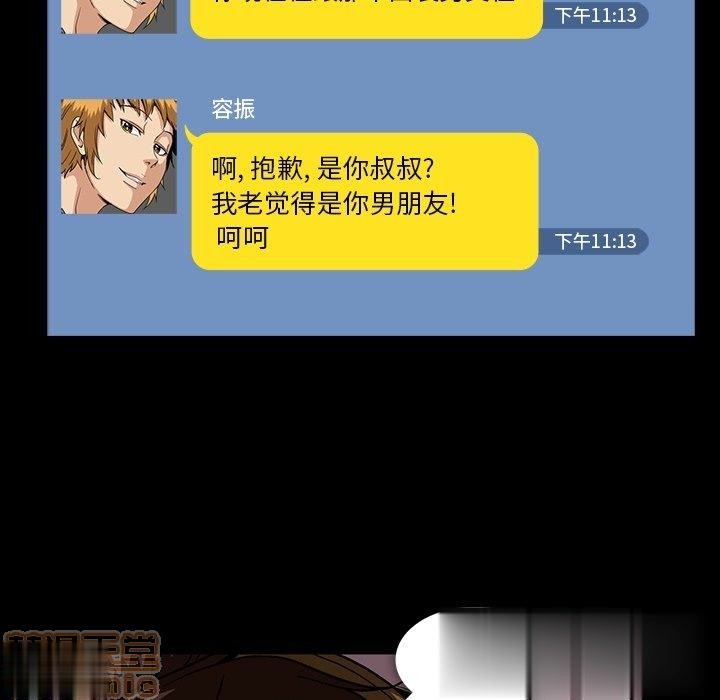 下午11:13
容振
啊, 抱歉, 是你叔叔?
我老觉得是你男朋友!
呵呵
下午11:13